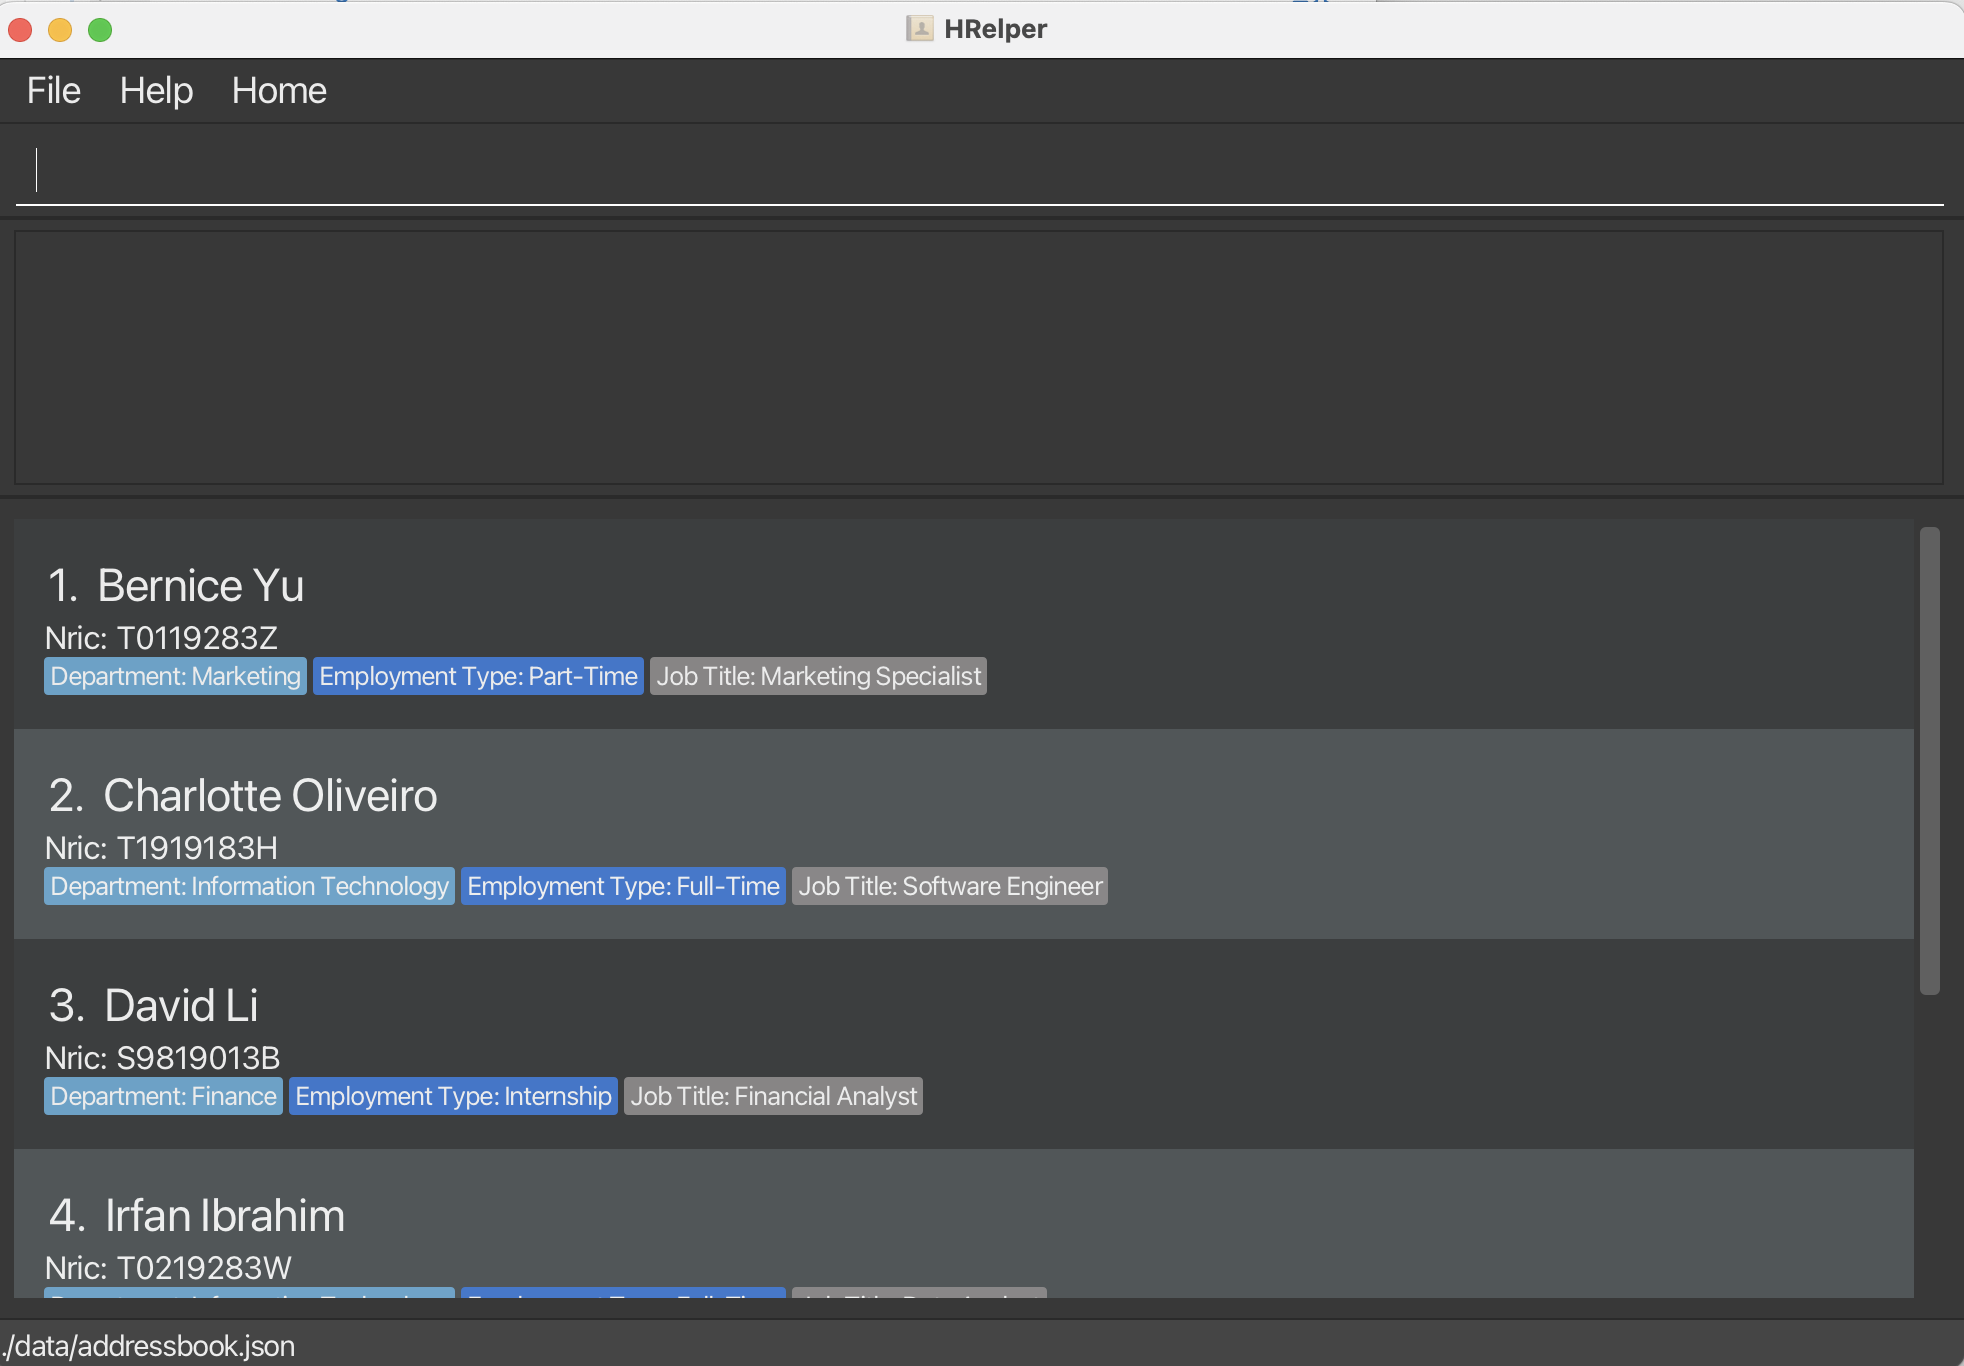 HRelper
File Help Home
1. Bernice Yu
Nric: T0119283Z
Department: Marketing Employment Type: Part-Time Job Title: Marketing Specialist
2. Charlotte Oliveiro
Nric: T1919183H
Department: Information Technology Employment Type: Full-Time Job Title: Software Engineer
3. David Li
Nric: S9819013B
Department: Finance Employment Type: Internship Job Title: Financial Analyst
4. Irfan Ibrahim
Nric: T0219283W
./data/addressbook.json